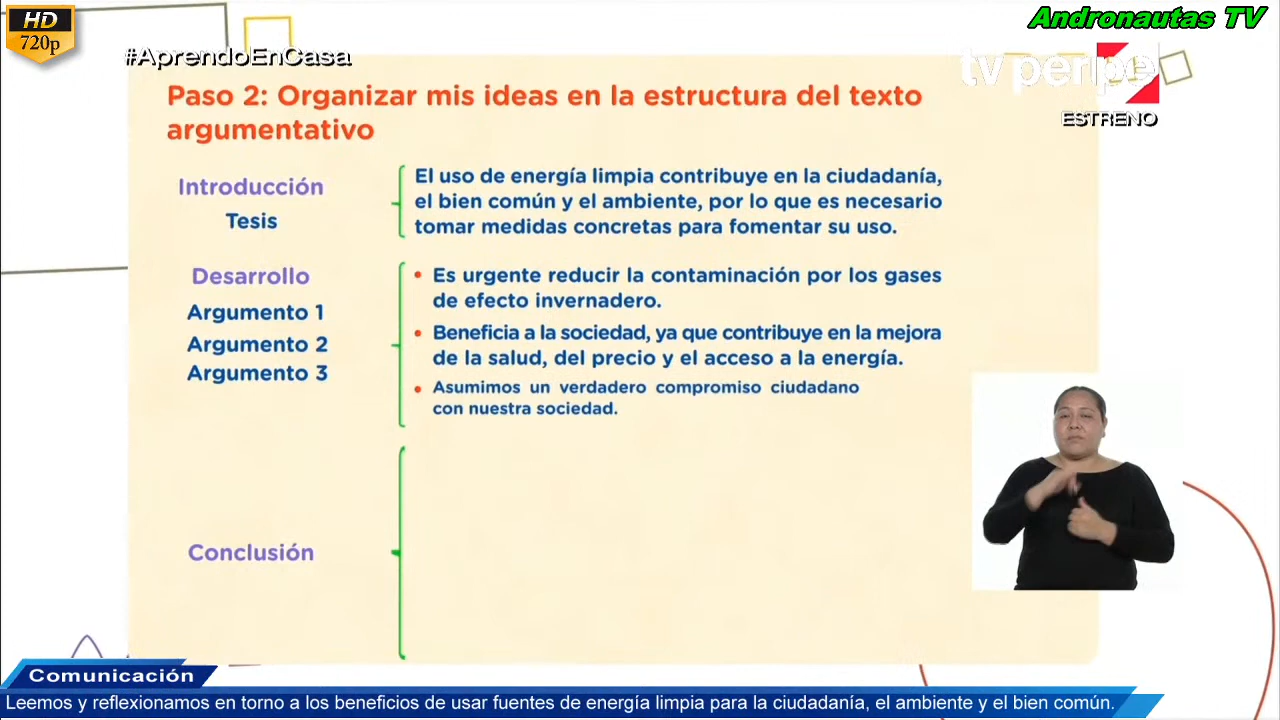 HD
720p
Andronautas TV
#AprendoEnCasa
ESTRENO
Paso 2: Organizar mis ideas en la estructura del texto
argumentativo
Introducción
Tesis
El uso de energía limpia contribuye en la ciudadanía,
el bien común y el ambiente, por lo que es necesario
tomar medidas concretas para fomentar su uso.
Desarrollo
Argumento 1
Argumento 2
Argumento 3
• Es urgente reducir la contaminación por los gases
de efecto invernadero.
• Beneficia a la sociedad, ya que contribuye en la mejora
de la salud, del precio y el acceso a la energía.
• Asumimos un verdadero compromiso ciudadano
con nuestra sociedad.
Conclusión
Comunicación
Leemos y reflexionamos en torno a los beneficios de usar fuentes de energía limpia para la ciudadanía, el ambiente y el bien común.